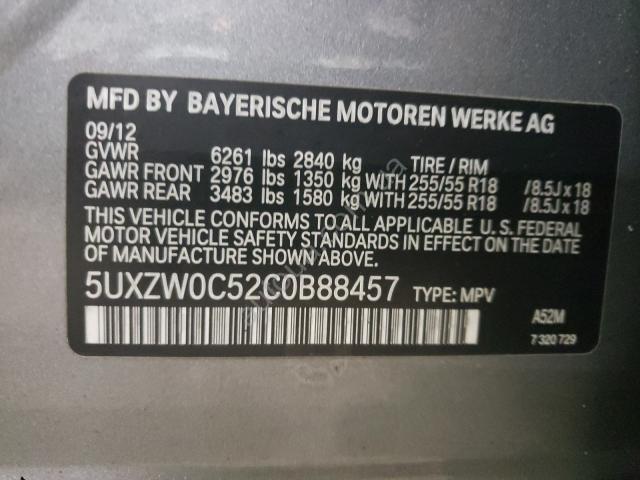 MFD BY BAYERISCHE MOTOREN WERKE AG
09/12
GVWR 6261 lbs 2840 kg TIRE / RIM
GAWR FRONT 2976 lbs 1350 kg WITH 255/55 R18 /8.5J x 18
GAWR REAR 3483 lbs 1580 kg WITH 255/55 R18 /8.5J x 18
THIS VEHICLE CONFORMS TO ALL APPLICABLE U.S. FEDERAL
MOTOR VEHICLE SAFETY STANDARDS IN EFFECT ON THE DATE
OF MANUFACTURE SHOWN ABOVE.
5UXZW0C52C0B88457 TYPE: MPV
A52M
7 320 729